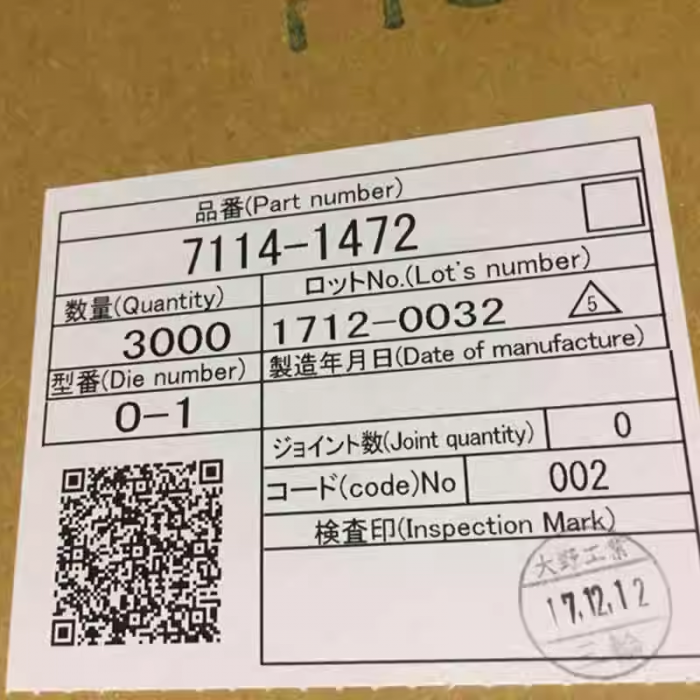 品番(Part number)
7114-1472
数量(Quantity)
ロットNo.(Lot's number)
3000
1712-0032
5
型番(Die number)
製造年月日(Date of manufacture)
0-1
ジョイント数(Joint quantity)
0
コード(code)No
002
検査印(Inspection Mark)
大野工業
17.12.12
三輪